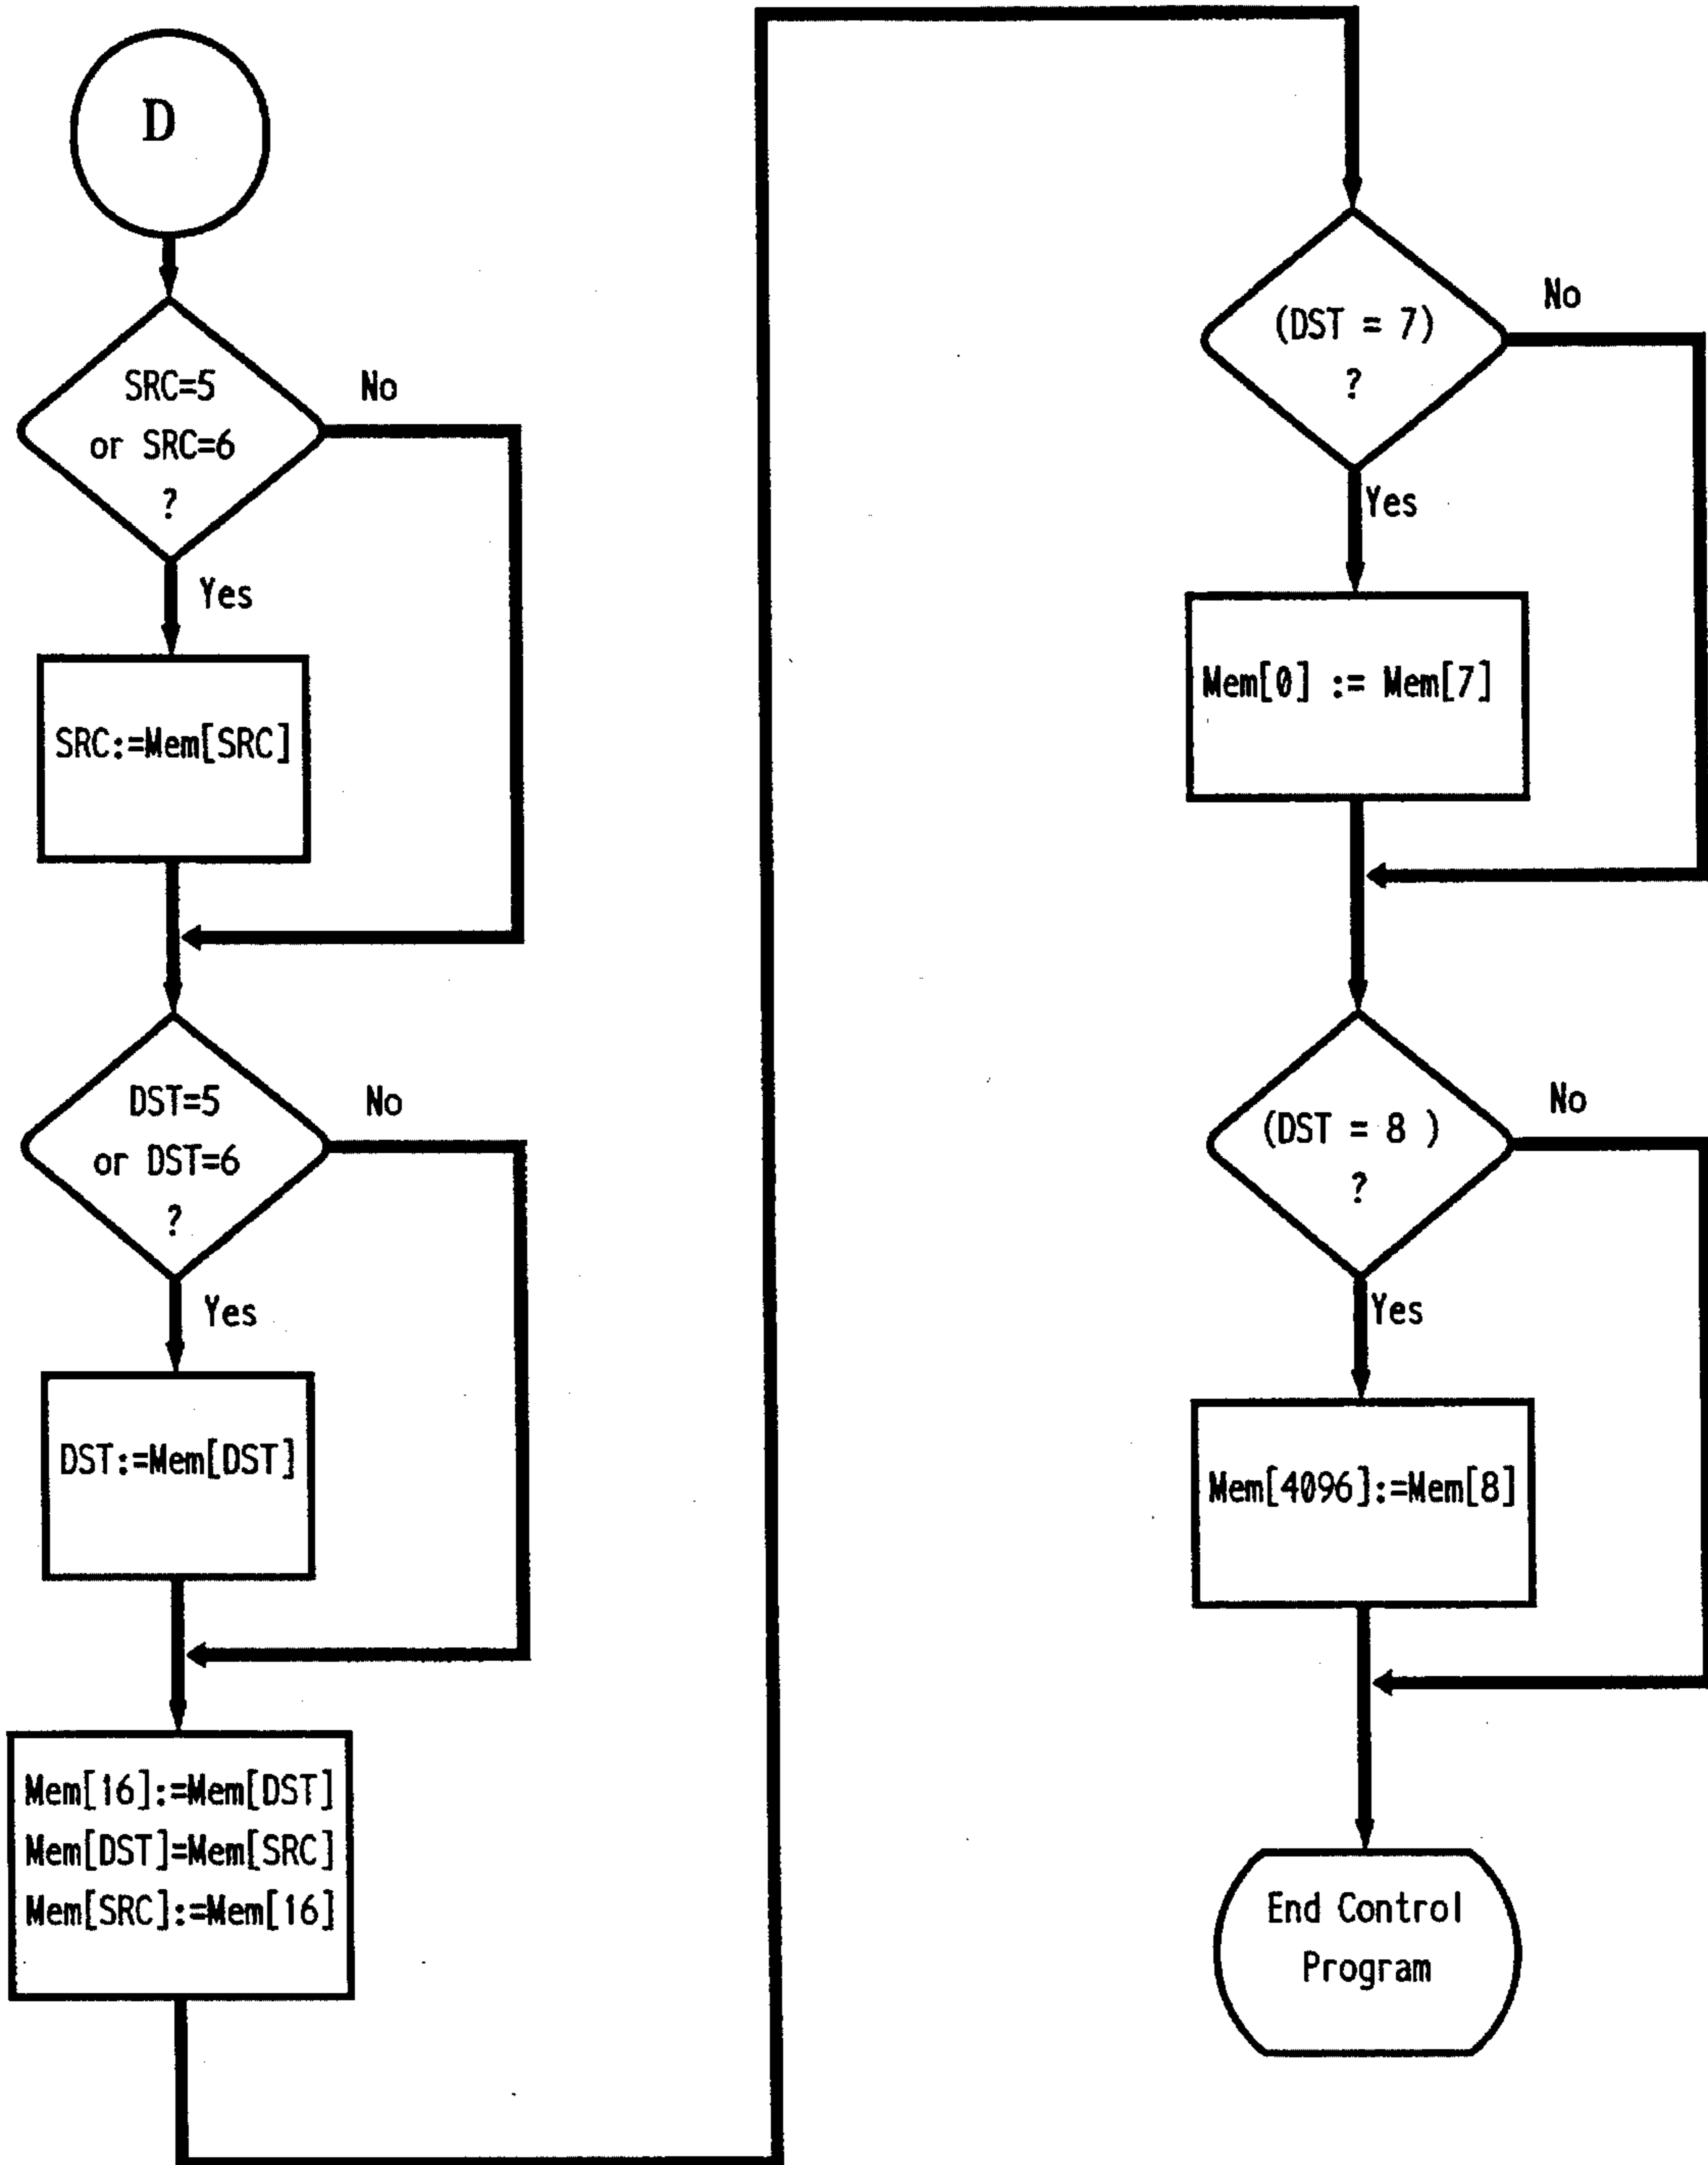 D
SRC=5
or SRC=6
?
No
Yes
SRC:=Mem[SRC]
DST=5
or DST=6
?
No
Yes
DST:=Mem[DST]
Mem[16]:=Mem[DST]
Mem[DST]=Mem[SRC]
Mem[SRC]:=Mem[16]
(DST = 7)
?
No
Yes
Mem[0] := Mem[7]
(DST = 8 )
?
No
Yes
Mem[4096]:=Mem[8]
End Control
Program